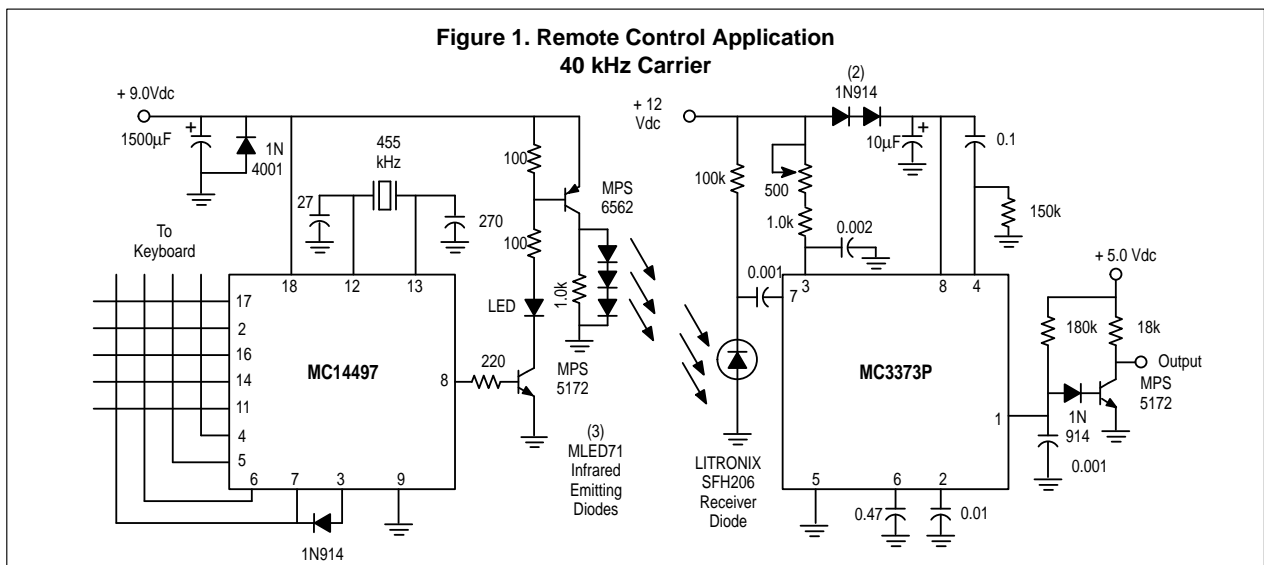 Figure 1. Remote Control Application
40 kHz Carrier
+ 9.0Vdc
1500µF
+
1N
4001
455
kHz
27
270
To
Keyboard
100
100
MPS
6562
1.0k
LED
18
12
13
17
2
16
14
11
4
5
6
7
3
9
8
MC14497
220
MPS
5172
1N914
(3)
MLED71
Infrared
Emitting
Diodes
+ 12
Vdc
(2)
1N914
10µF
+
0.1
100k
500
1.0k
0.002
150k
0.001
7
3
8
4
MC3373P
1
5
6
2
0.47
0.01
LITRONIX
SFH206
Receiver
Diode
+ 5.0 Vdc
180k
18k
Output
MPS
5172
1N
914
0.001